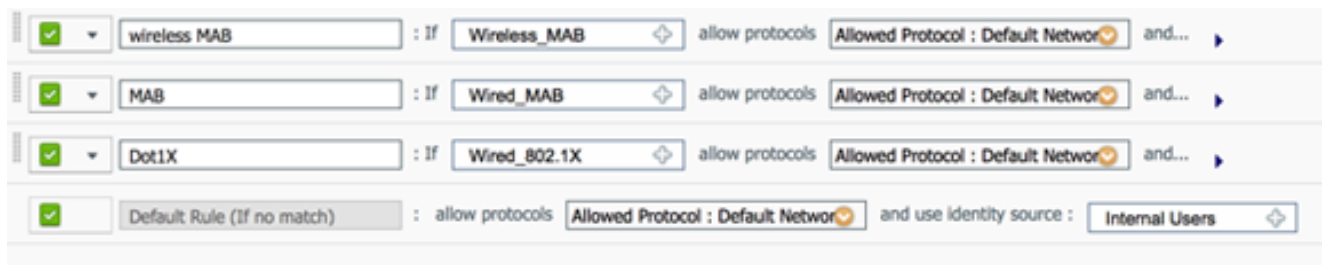 wireless MAB : If Wireless_MAB allow protocols Allowed Protocol : Default Networ and...
MAB : If Wired_MAB allow protocols Allowed Protocol : Default Networ and...
Dot1X : If Wired_802.1X allow protocols Allowed Protocol : Default Networ and...
Default Rule (If no match) : allow protocols Allowed Protocol : Default Networ and use identity source : Internal Users